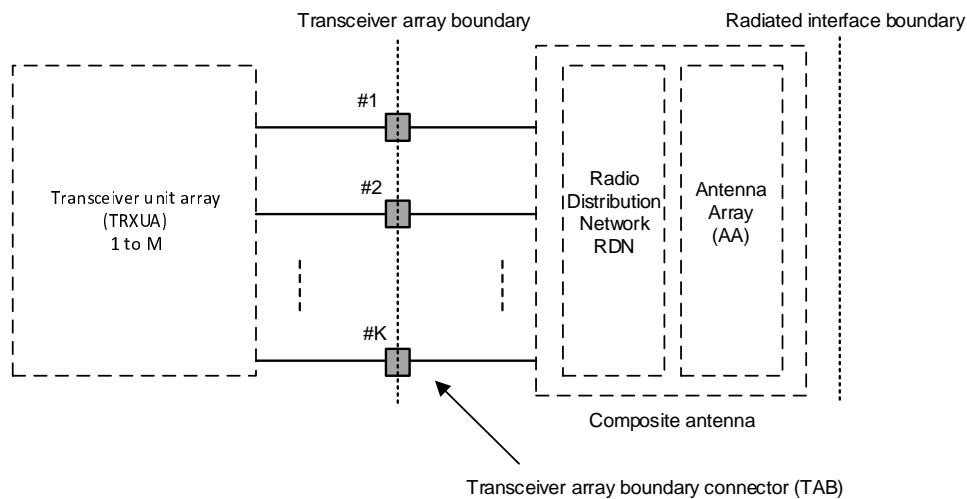 Transceiver array boundary
Radiated interface boundary
#1
#2
#K
Transceiver unit array
(TRXUA)
1 to M
Radio
Distribution
Network
RDN
Antenna
Array
(AA)
Composite antenna
Transceiver array boundary connector (TAB)